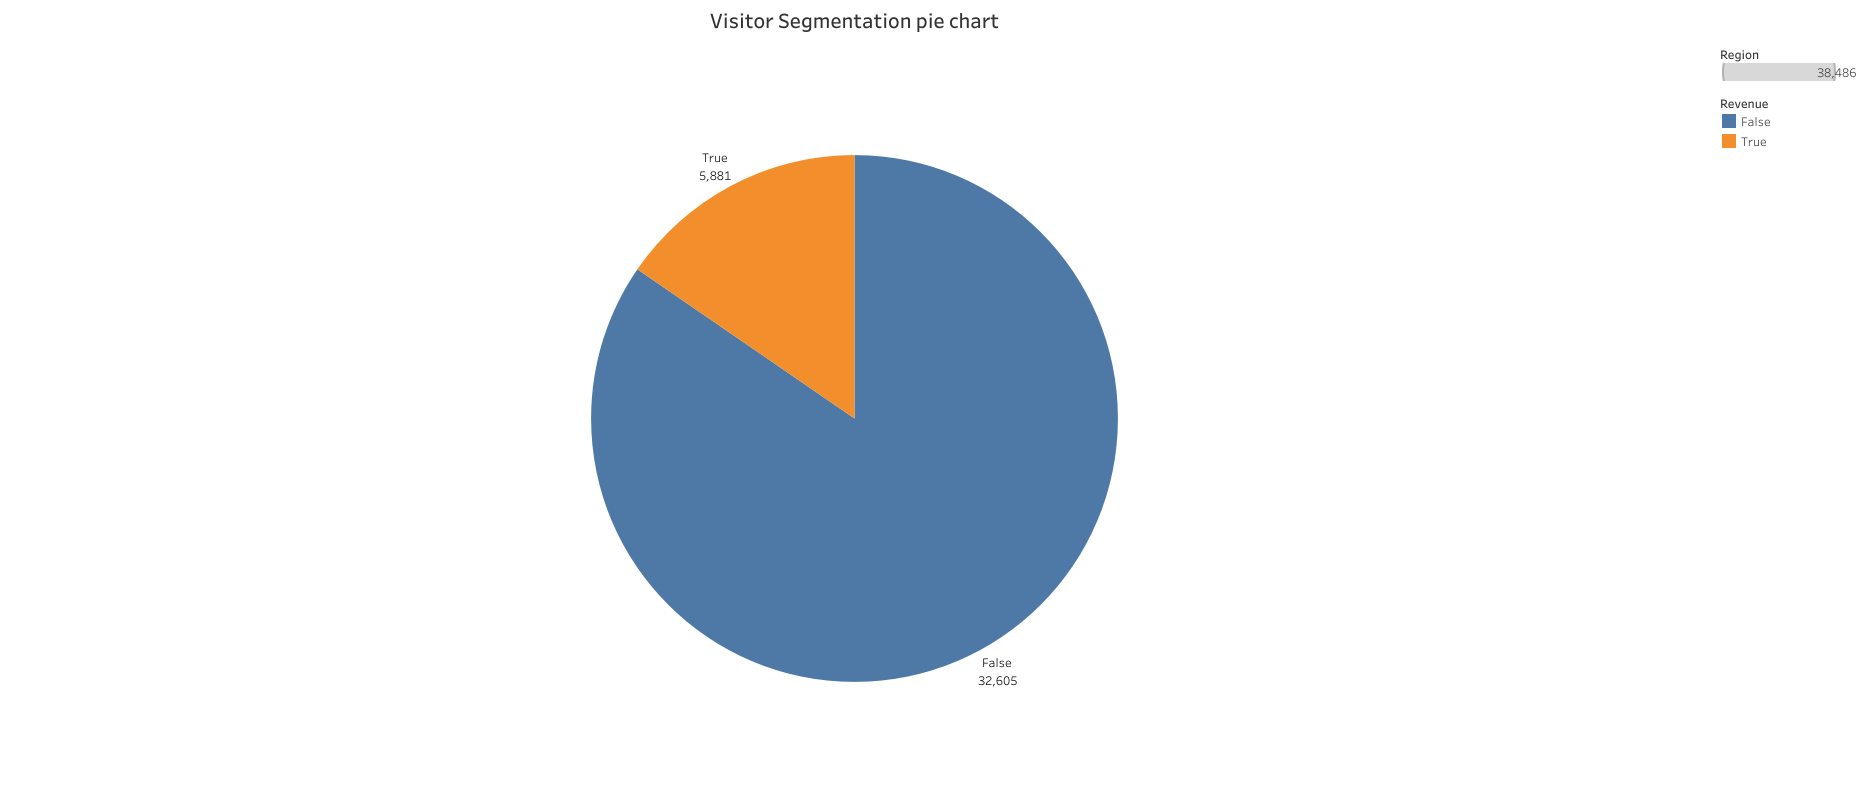 Visitor Segmentation pie chart
Region
38,486
Revenue
False
True
True
5,881
False
32,605